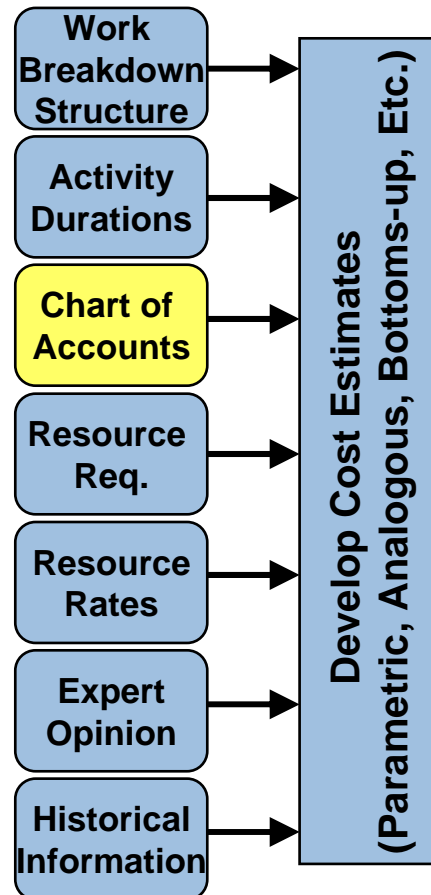 Work
Breakdown
Structure
Activity
Durations
Chart of
Accounts
Resource
Req.
Resource
Rates
Expert
Opinion
Historical
Information
Develop Cost Estimates
(Parametric, Analogous, Bottoms-up, Etc.)